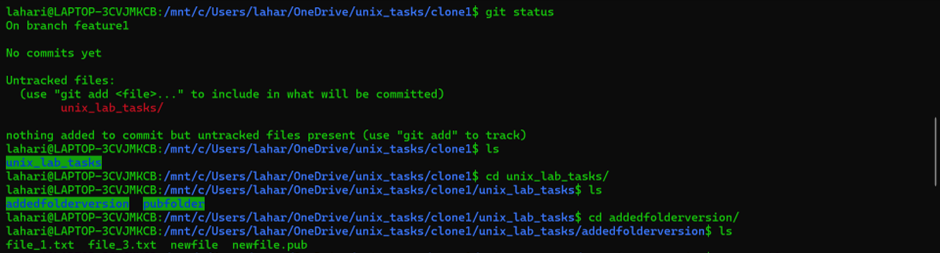 lahari@LAPTOP-3CVJMKCB:/mnt/c/Users/lahar/OneDrive/unix_tasks/clone1$ git status
On branch feature1
No commits yet
Untracked files:
(use "git add <file>..." to include in what will be committed)
unix_lab_tasks/
nothing added to commit but untracked files present (use "git add" to track)
lahari@LAPTOP-3CVJMKCB:/mnt/c/Users/lahar/OneDrive/unix_tasks/clone1$ ls
unix_lab_tasks
lahari@LAPTOP-3CVJMKCB:/mnt/c/Users/lahar/OneDrive/unix_tasks/clone1$ cd unix_lab_tasks/
lahari@LAPTOP-3CVJMKCB:/mnt/c/Users/lahar/OneDrive/unix_tasks/clone1/unix_lab_tasks$ ls
addedfolderversion  pubfolder
lahari@LAPTOP-3CVJMKCB:/mnt/c/Users/lahar/OneDrive/unix_tasks/clone1/unix_lab_tasks$ cd addedfolderversion/
lahari@LAPTOP-3CVJMKCB:/mnt/c/Users/lahar/OneDrive/unix_tasks/clone1/unix_lab_tasks/addedfolderversion$ ls
file_1.txt  file_3.txt  newfile  newfile.pub